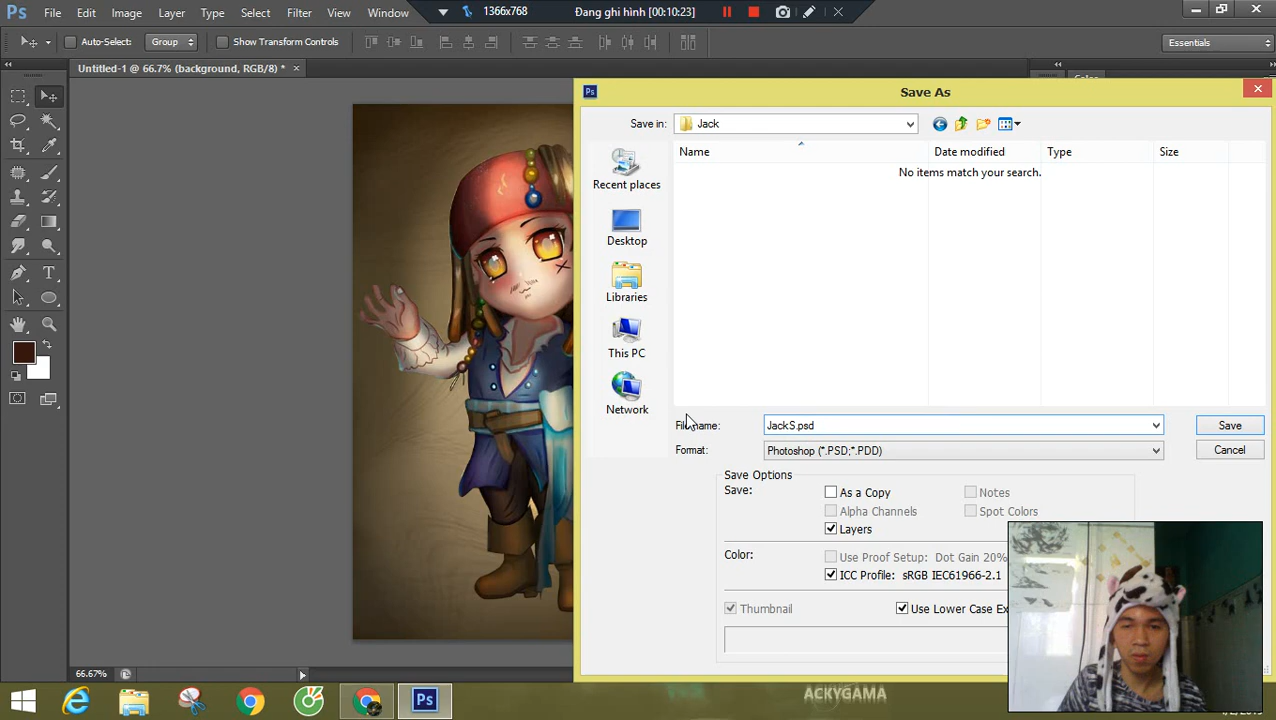 Ps File Edit Image Layer Type Select Filter View Window
1366x768 Đang ghi hình [00:10:23]
Auto-Select: Group Show Transform Controls Essentials
Untitled-1 @ 66.7% (background, RGB/8) * ×
Color
Ps Save As
Save in: Jack
Name Date modified Type Size
No items match your search.
Recent places
Desktop
Libraries
This PC
Network
File name: JackS.psd Save
Format: Photoshop (*.PSD;*.PDD) Cancel
Save Options
Save: As a Copy Notes
Alpha Channels Spot Colors
Layers
Color: Use Proof Setup: Dot Gain 20%
ICC Profile: sRGB IEC61966-2.1
Thumbnail Use Lower Case Ex
66.67%
Ps
ACKYGAMA